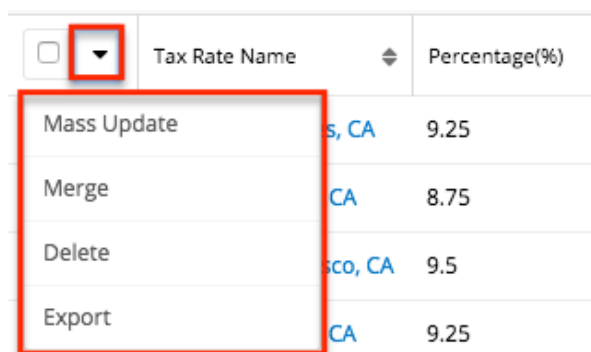 Tax Rate Name Percentage(%)
Mass Update s, CA 9.25
Merge CA 8.75
Delete sco, CA 9.5
Export CA 9.25